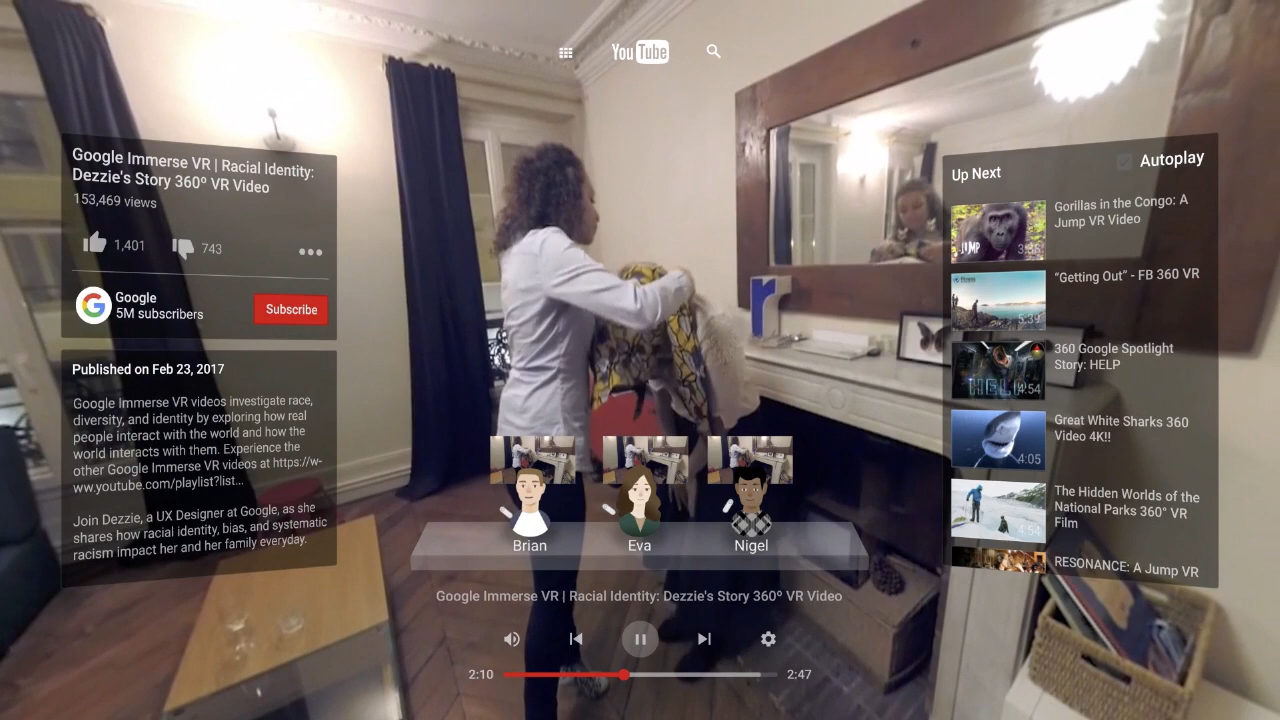 YouTube
Google Immerse VR | Racial Identity:
Dezzie's Story 360º VR Video
153,469 views
1,401
743
Google
5M subscribers
Subscribe
Published on Feb 23, 2017
Google Immerse VR videos investigate race,
diversity, and identity by exploring how real
people interact with the world and how the
world interacts with them. Experience the
other Google Immerse VR videos at https://w-
ww.youtube.com/playlist?list...
Join Dezzie, a UX Designer at Google, as she
shares how racial identity, bias, and systematic
racism impact her and her family everyday.
r
Brian
Eva
Nigel
Google Immerse VR | Racial Identity: Dezzie's Story 360º VR Video
2:10
2:47
Up Next
Autoplay
Gorillas in the Congo: A
Jump VR Video
JUMP
“Getting Out” - FB 360 VR
5:39
360 Google Spotlight
Story: HELP
HELP
4:54
Great White Sharks 360
Video 4K!!
4:05
The Hidden Worlds of the
National Parks 360° VR
Film
4:54
RESONANCE: A Jump VR